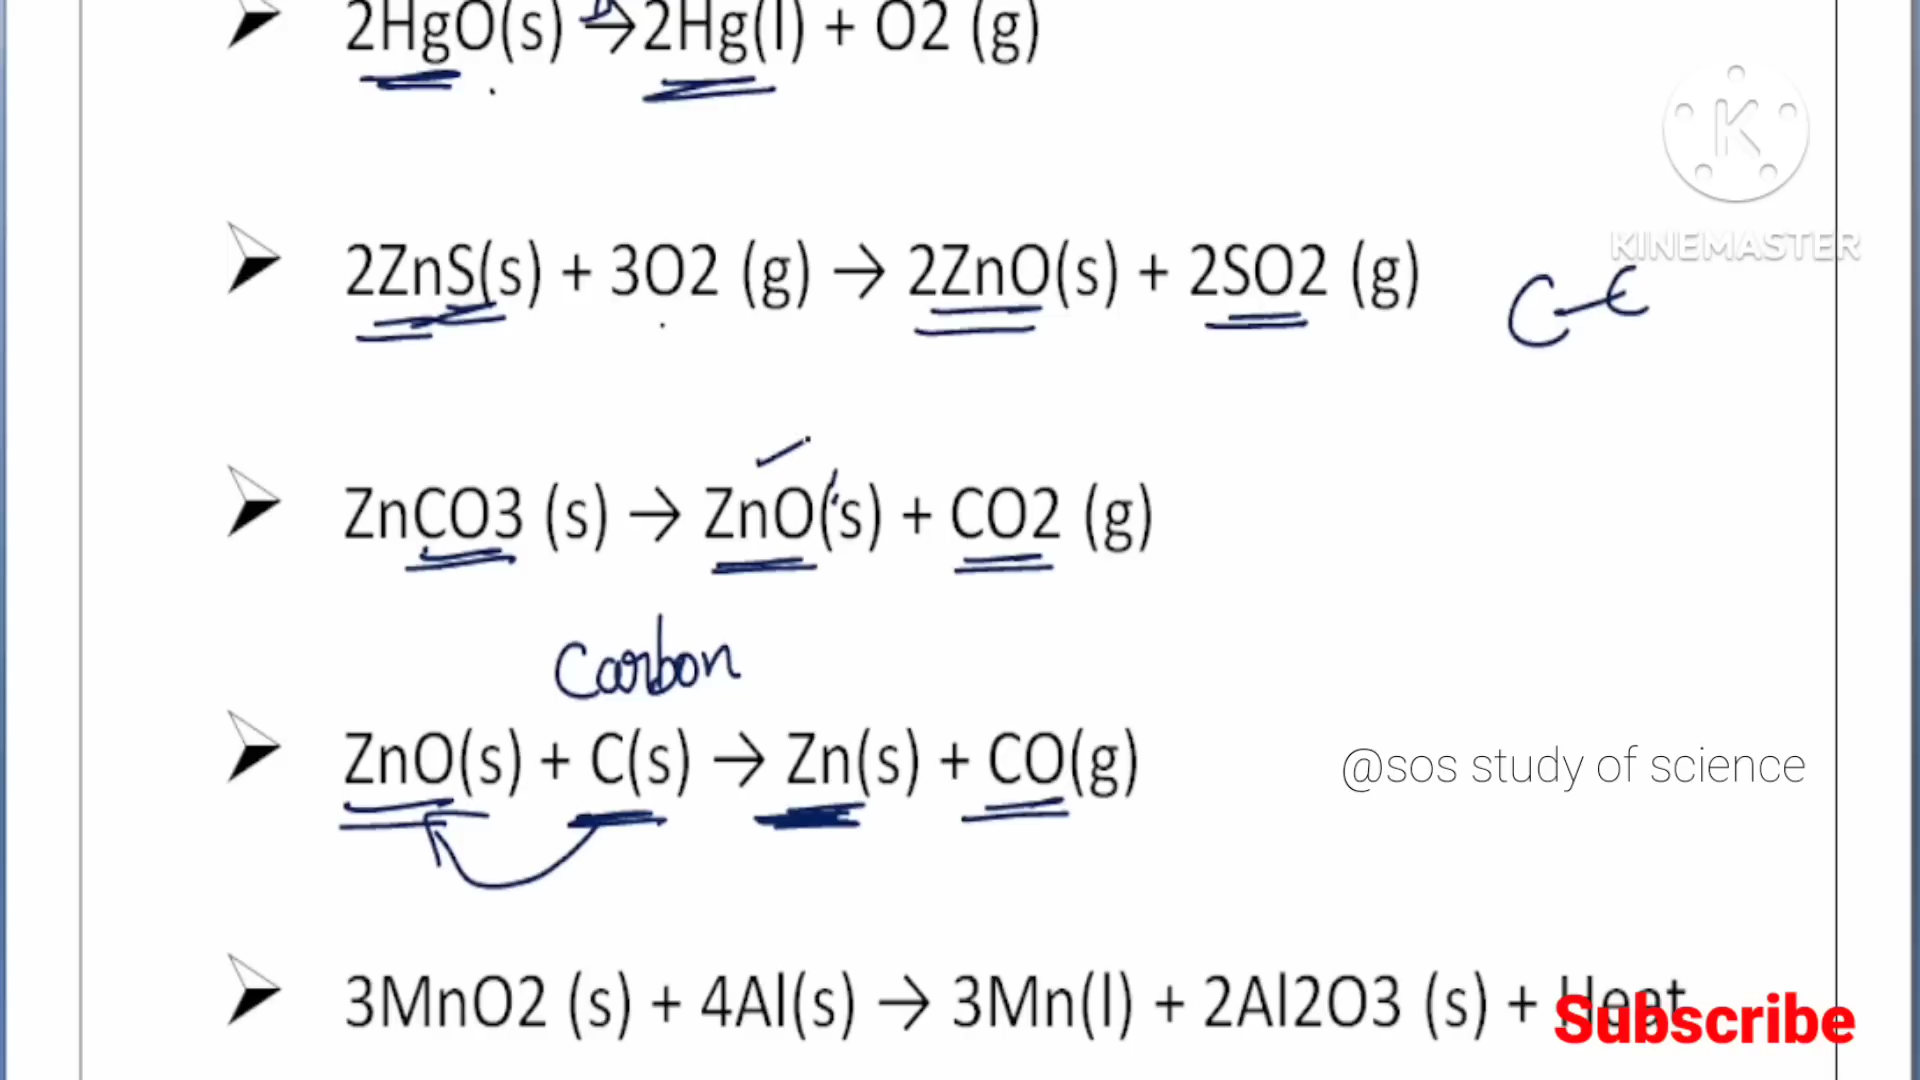 2HgO(s) →2Hg(l) + O2 (g)
KINEMASTER
2ZnS(s) + 3O2 (g) → 2ZnO(s) + 2SO2 (g)
ZnCO3 (s) → ZnO(s) + CO2 (g)
Carbon
ZnO(s) + C(s) → Zn(s) + CO(g)
@sos study of science
3MnO2 (s) + 4Al(s) → 3Mn(l) + 2Al2O3 (s) + Heat
Subscribe